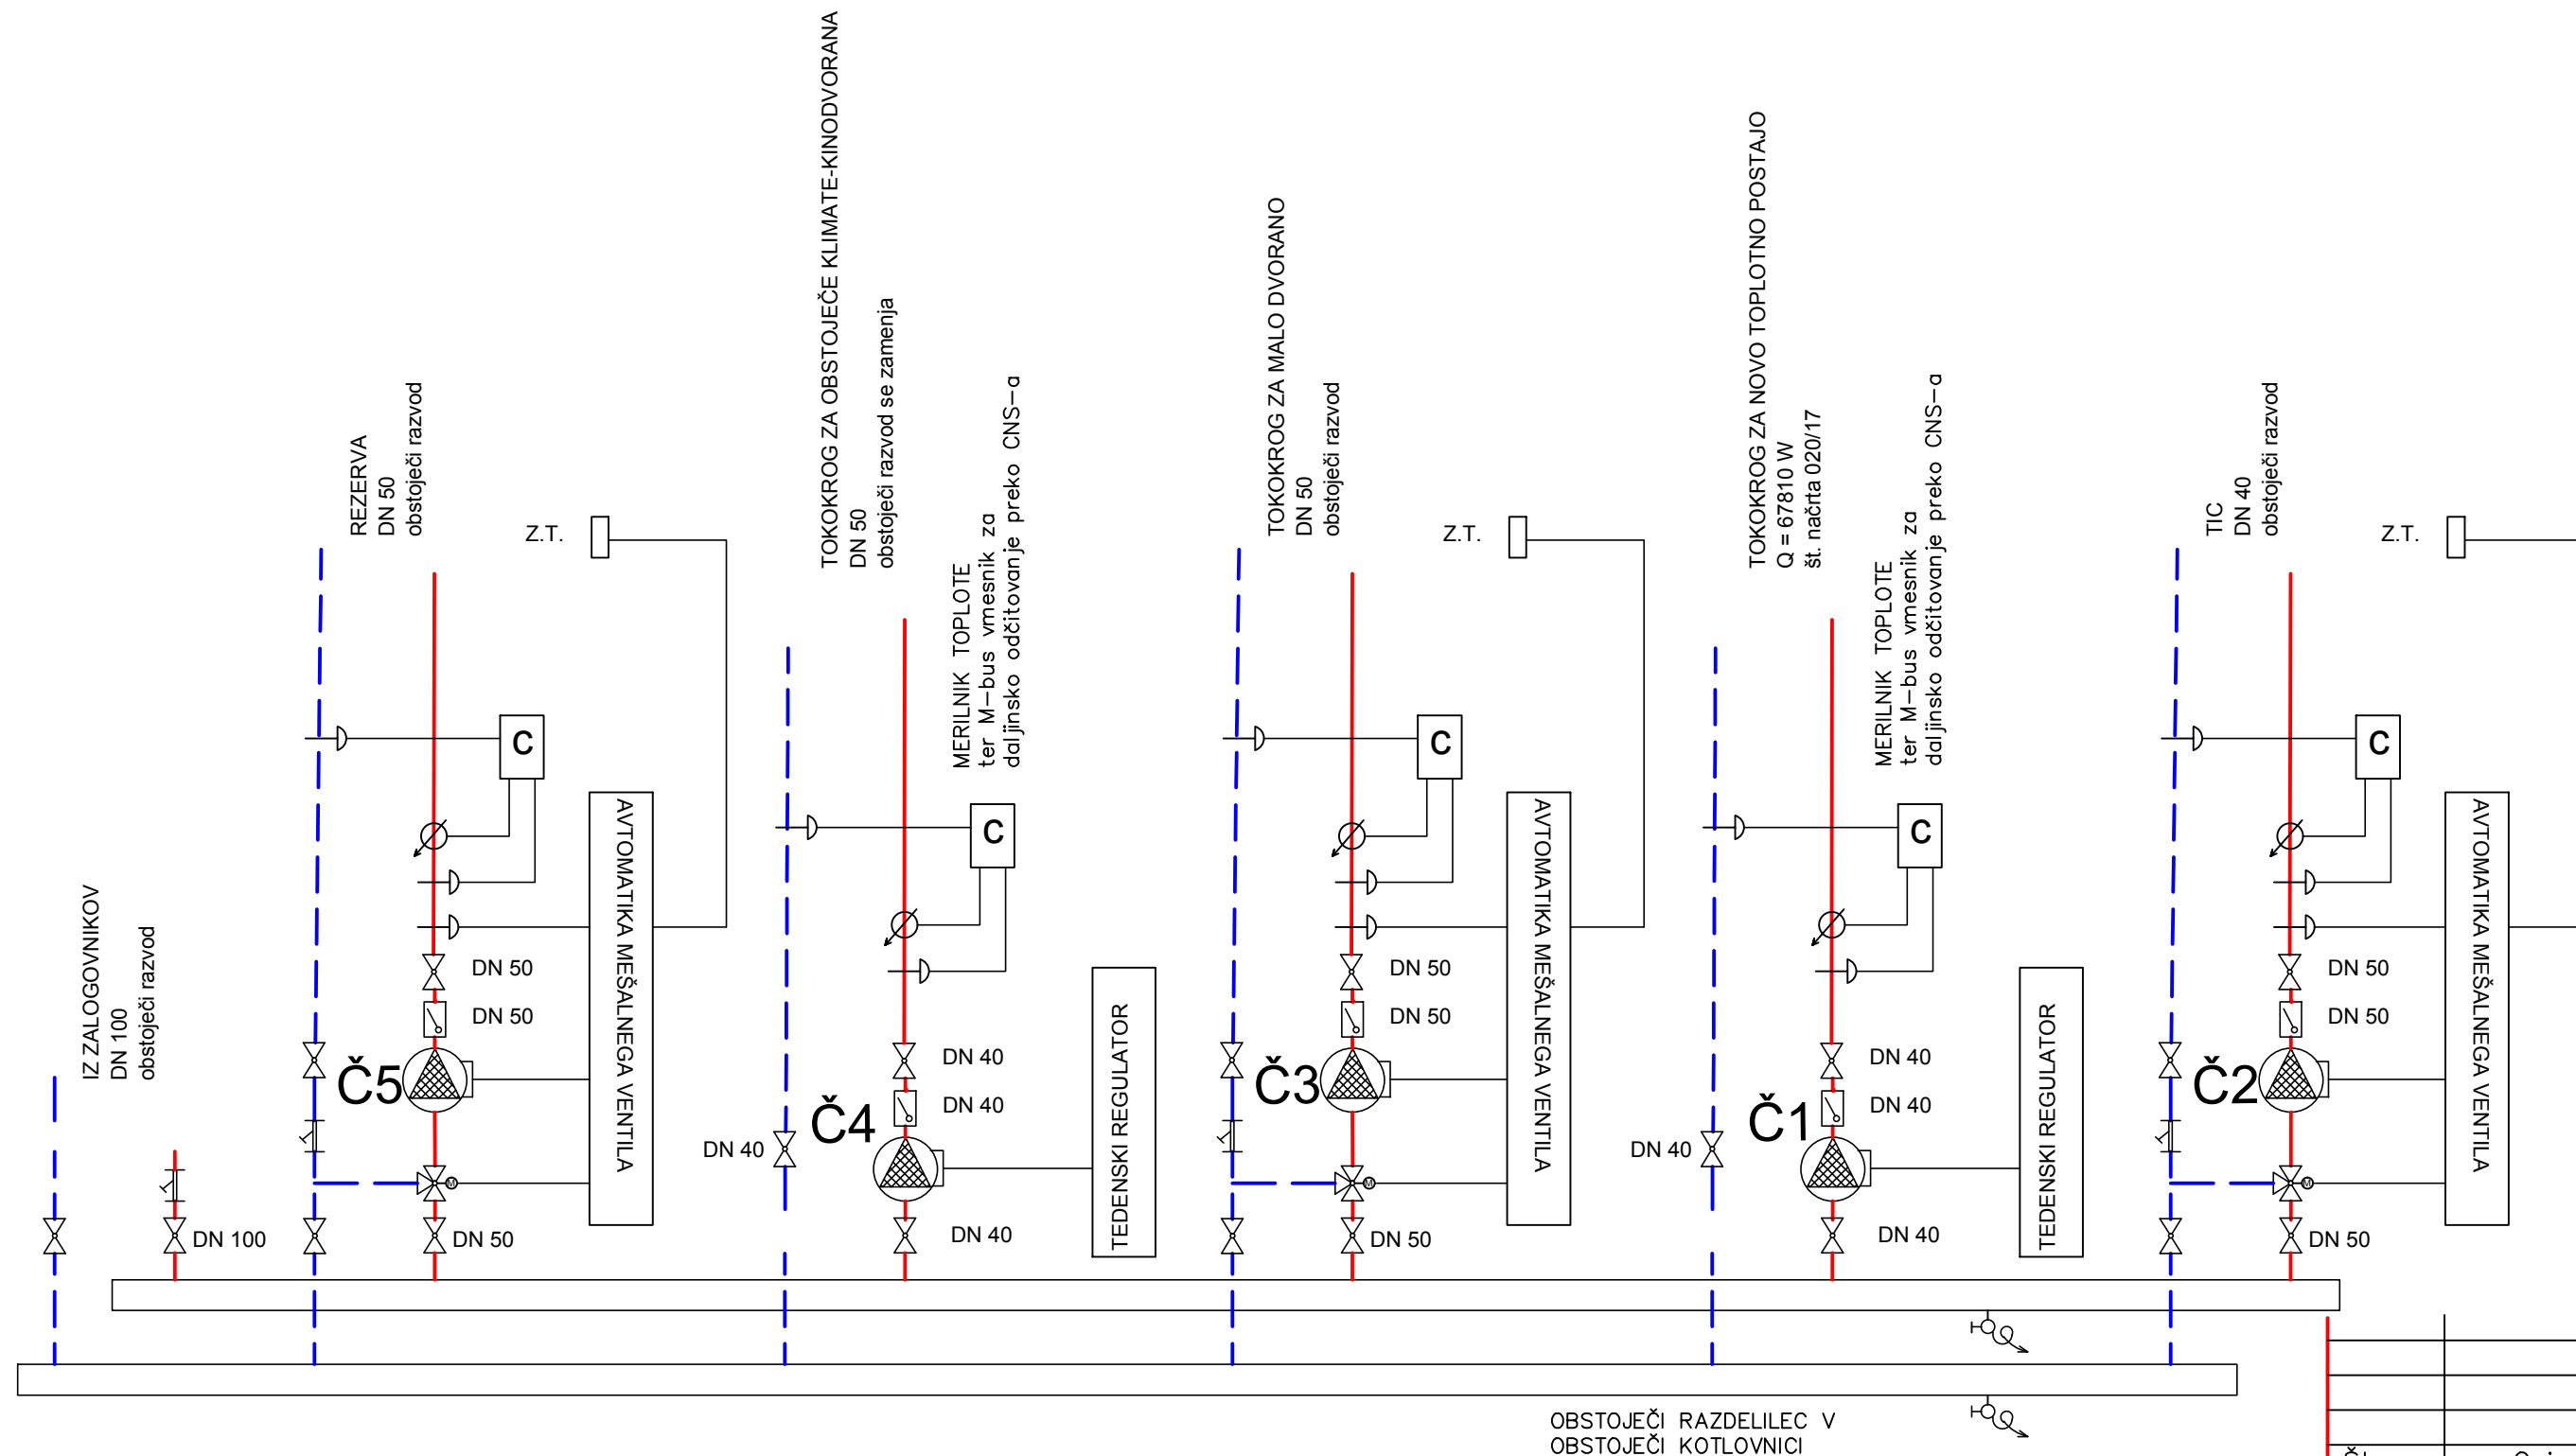 IZ ZALOGOVNIKOV
DN 100
obstoječi razvod
DN 100
REZERVA
DN 50
obstoječi razvod
Z.T.
C
AVTOMATIKA MEŠALNEGA VENTILA
DN 50
DN 50
Č5
M
DN 50
TOKOKROG ZA OBSTOJEČE KLIMATE-KINODVORANA
DN 50
obstoječi razvod se zamenja
MERILNIK TOPLOTE
ter M-bus vmesnik za
daljinsko odčitovanje preko CNS-a
C
DN 40
DN 40
Č4
DN 40
DN 40
TEDENSKI REGULATOR
TOKOKROG ZA MALO DVORANO
DN 50
obstoječi razvod
Z.T.
C
AVTOMATIKA MEŠALNEGA VENTILA
DN 50
DN 50
Č3
M
DN 50
TOKOKROG ZA NOVO TOPLOTNO POSTAJO
Q = 67810 W
št. načrta 020/17
MERILNIK TOPLOTE
ter M-bus vmesnik za
daljinsko odčitovanje preko CNS-a
C
DN 40
DN 40
Č1
DN 40
DN 40
TEDENSKI REGULATOR
TIC
DN 40
obstoječi razvod
Z.T.
C
AVTOMATIKA MEŠALNEGA VENTILA
DN 50
DN 50
Č2
M
DN 50
OBSTOJEČI RAZDELILEC V
OBSTOJEČI KOTLOVNICI